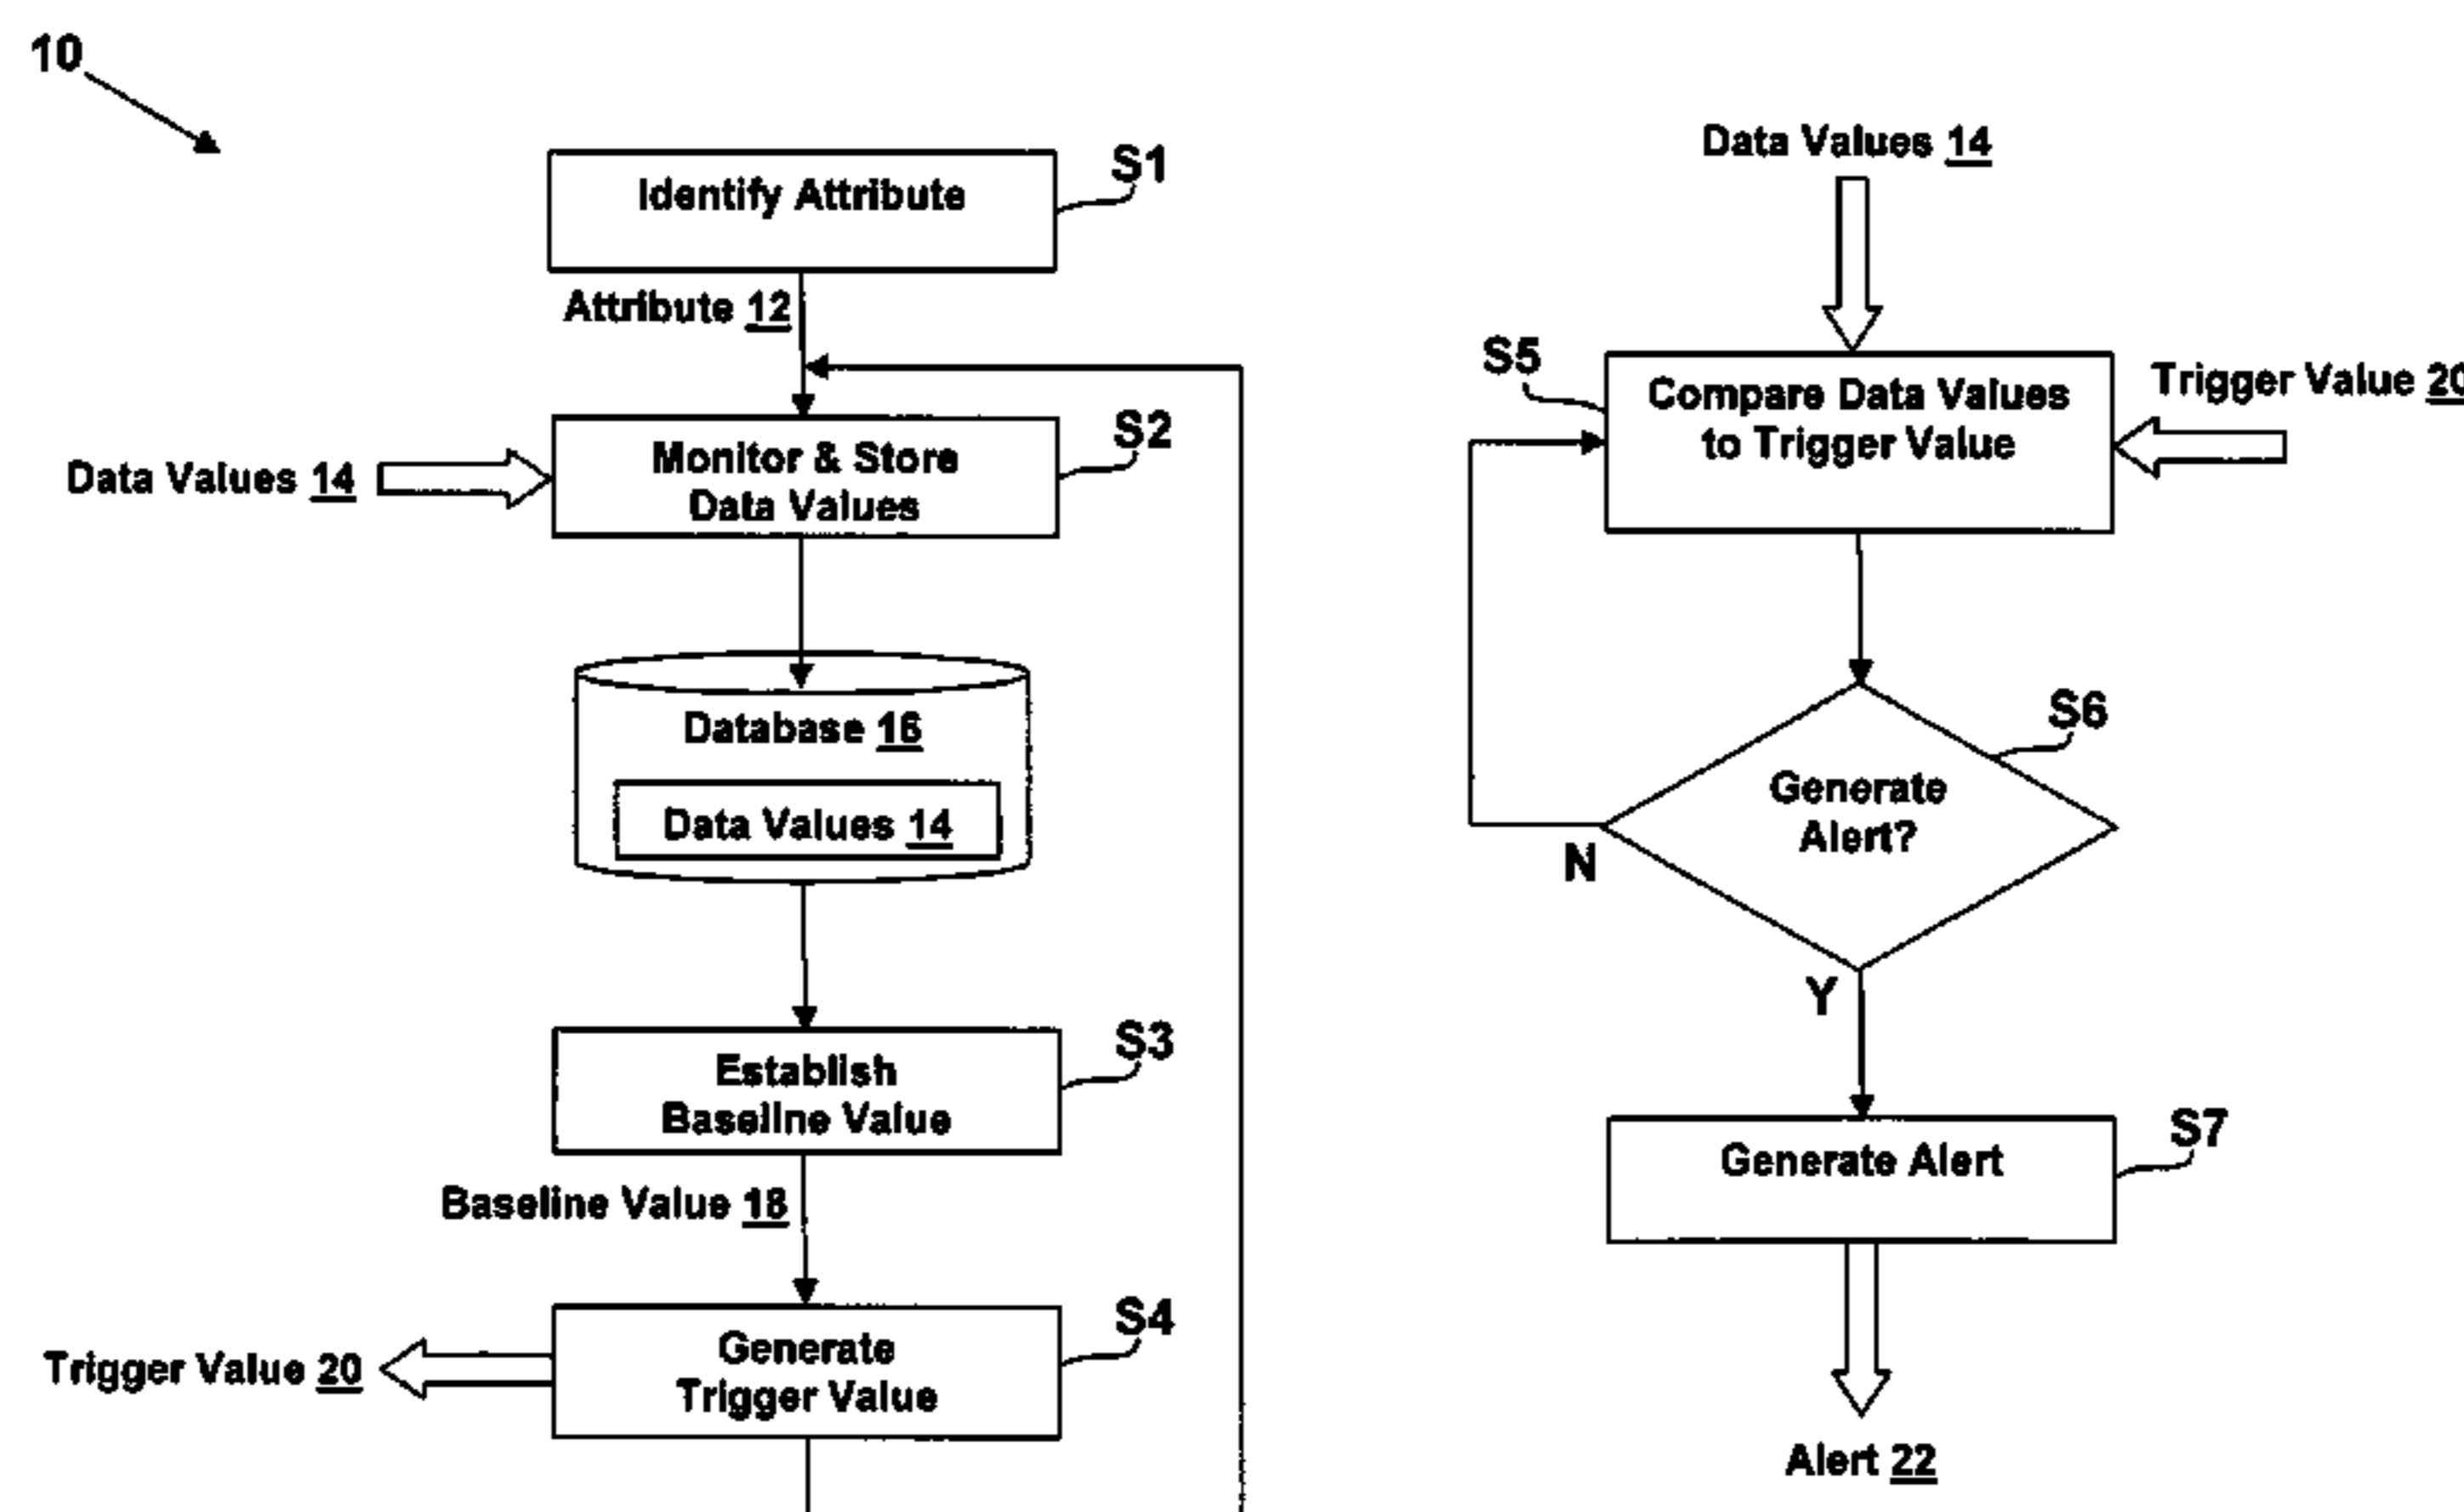 10
Identify Attribute
S1
Attribute 12
Data Values 14
Monitor & Store
Data Values
S2
Database 16
Data Values 14
Establish
Baseline Value
S3
Baseline Value 18
Trigger Value 20
Generate
Trigger Value
S4
Data Values 14
S5
Compare Data Values
to Trigger Value
Trigger Value 20
S6
Generate
Alert?
N
Y
Generate Alert
S7
Alert 22